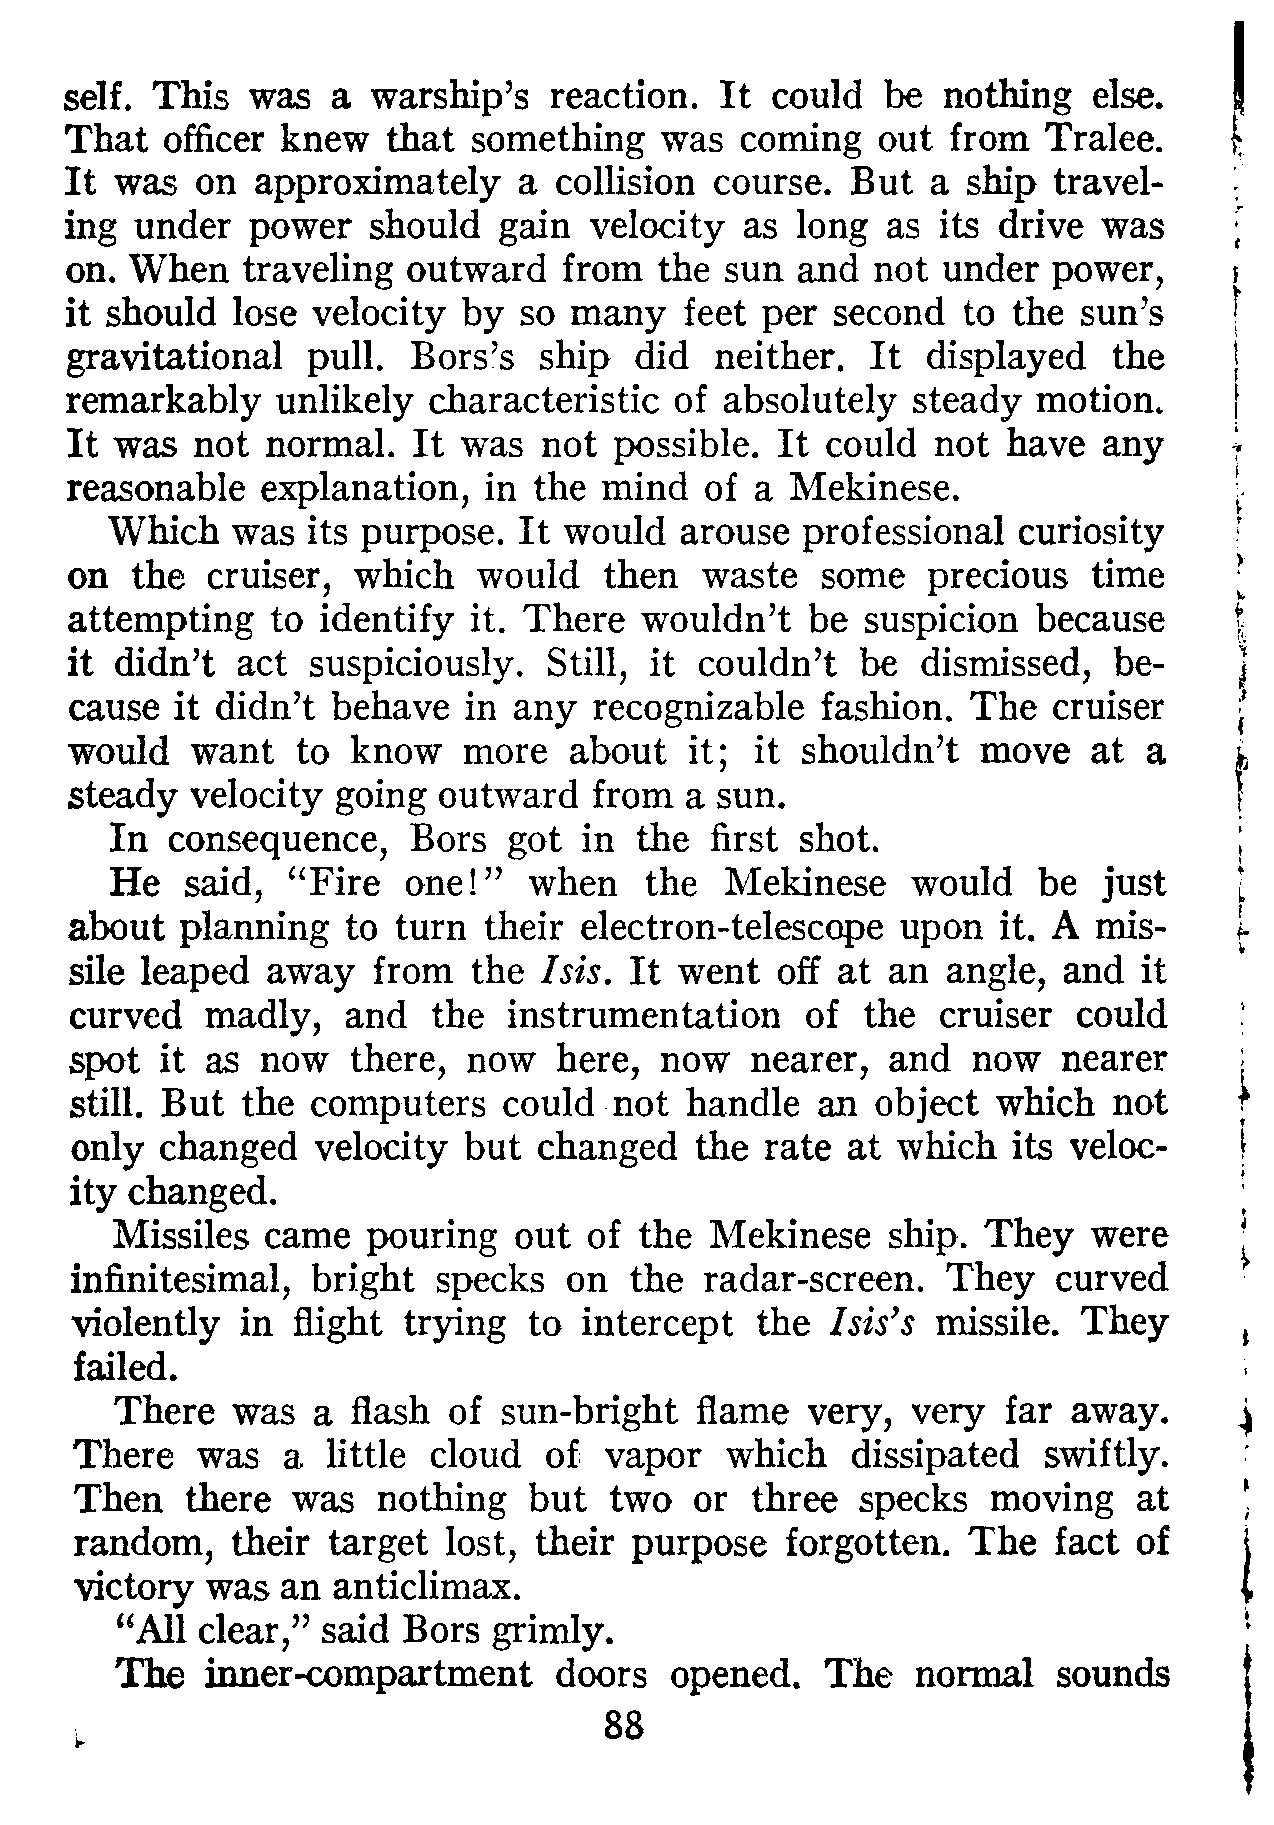 self. This was a warship's reaction. It could be nothing else.
That officer knew that something was coming out from Tralee.
It was on approximately a collision course. But a ship travel-
ing under power should gain velocity as long as its drive was
on. When traveling outward from the sun and not under power,
it should lose velocity by so many feet per second to the sun's
gravitational pull. Bors's ship did neither. It displayed the
remarkably unlikely characteristic of absolutely steady motion.
It was not normal. It was not possible. It could not have any
reasonable explanation, in the mind of a Mekinese.
Which was its purpose. It would arouse professional curiosity
on the cruiser, which would then waste some precious time
attempting to identify it. There wouldn't be suspicion because
it didn't act suspiciously. Still, it couldn't be dismissed, be-
cause it didn't behave in any recognizable fashion. The cruiser
would want to know more about it; it shouldn't move at a
steady velocity going outward from a sun.
In consequence, Bors got in the first shot.
He said, "Fire one!" when the Mekinese would be just
about planning to turn their electron-telescope upon it. A mis-
sile leaped away from the Isis. It went off at an angle, and it
curved madly, and the instrumentation of the cruiser could
spot it as now there, now here, now nearer, and now nearer
still. But the computers could not handle an object which not
only changed velocity but changed the rate at which its veloc-
ity changed.
Missiles came pouring out of the Mekinese ship. They were
infinitesimal, bright specks on the radar-screen. They curved
violently in flight trying to intercept the Isis's missile. They
failed.
There was a flash of sun-bright flame very, very far away.
There was a little cloud of vapor which dissipated swiftly.
Then there was nothing but two or three specks moving at
random, their target lost, their purpose forgotten. The fact of
victory was an anticlimax.
"All clear," said Bors grimly.
The inner-compartment doors opened. The normal sounds
88